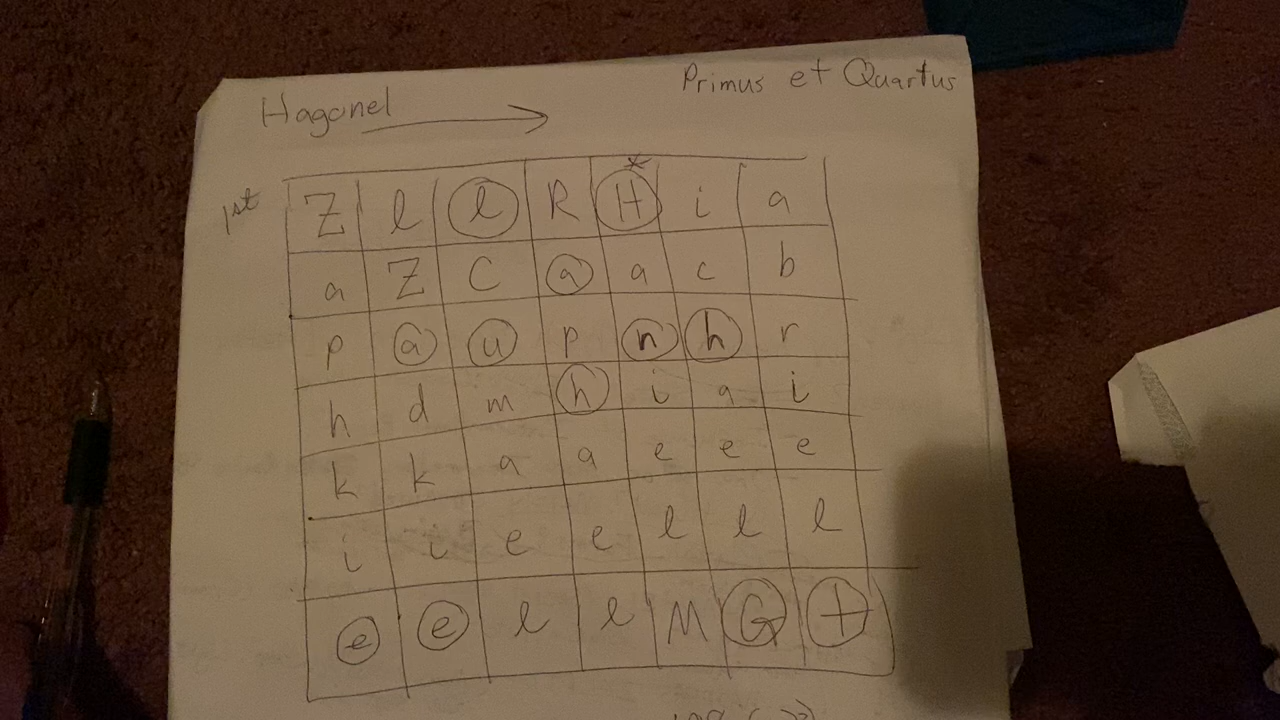 Hagonel Primus et Quartus
1st Z l l R H i a
a Z C a a c b
p a u p n h r
h d m h i a i
k k a a e e e
i i e e l l l
e e l l M G +